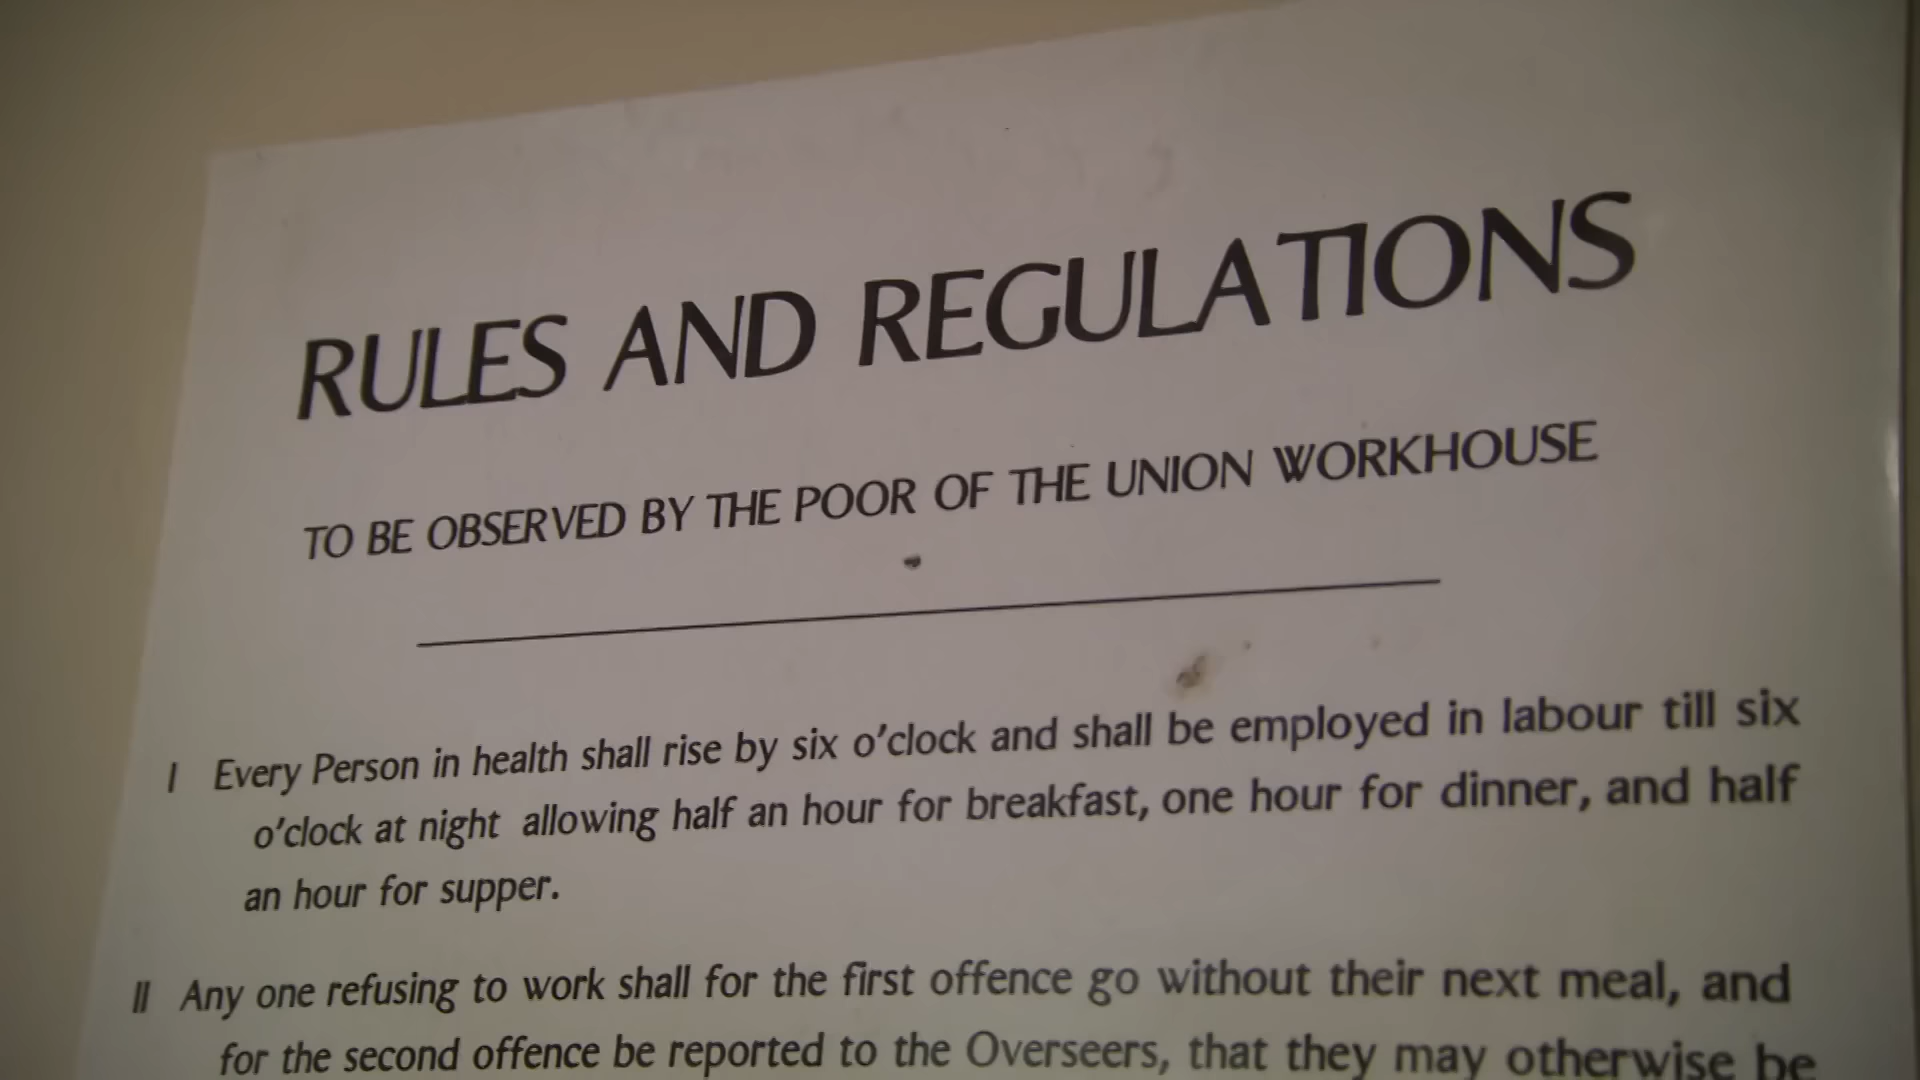 RULES AND REGULATIONS
TO BE OBSERVED BY THE POOR OF THE UNION WORKHOUSE
I Every Person in health shall rise by six o'clock and shall be employed in labour till six
o'clock at night allowing half an hour for breakfast, one hour for dinner, and half
an hour for supper.
II Any one refusing to work shall for the first offence go without their next meal, and
for the second offence be reported to the Overseers, that they may otherwise be